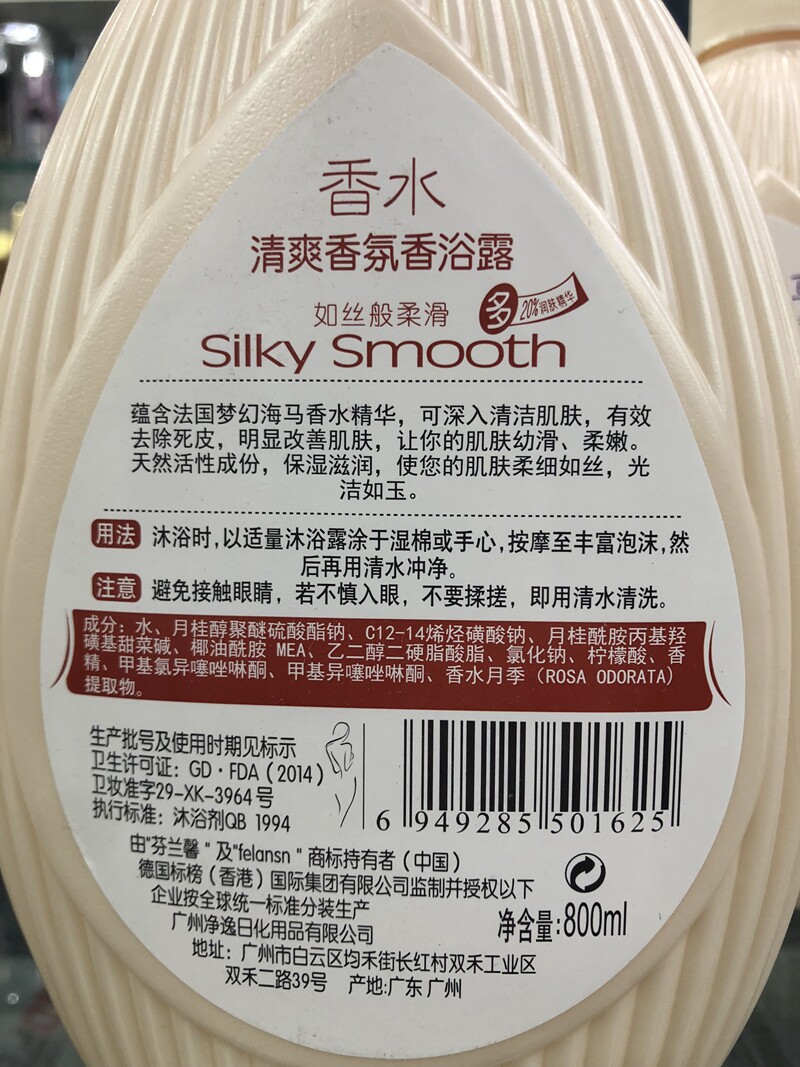 香水
清爽香氛香浴露
如丝般柔滑
多 20%润肤精华
Silky Smooth
蕴含法国梦幻海马香水精华，可深入清洁肌肤，有效
去除死皮，明显改善肌肤，让你的肌肤幼滑、柔嫩。
天然活性成份，保湿滋润，使您的肌肤柔细如丝，光
洁如玉。
用法 沐浴时,以适量沐浴露涂于湿棉或手心,按摩至丰富泡沫,然
后再用清水冲净。
注意 避免接触眼睛，若不慎入眼，不要揉搓，即用清水清洗。
成分：水、月桂醇聚醚硫酸酯钠、C12-14烯烃磺酸钠、月桂酰胺丙基羟
磺基甜菜碱、椰油酰胺 MEA、乙二醇二硬脂酸脂、氯化钠、柠檬酸、香
精、甲基氯异噻唑啉酮、甲基异噻唑啉酮、香水月季（ROSA ODORATA）
提取物。
生产批号及使用时期见标示
卫生许可证：GD·FDA（2014）
卫妆准字29-XK-3964号
执行标准：沐浴剂QB 1994
6 949285 501625
由"芬兰馨"及"felansn"商标持有者（中国）
德国标榜（香港）国际集团有限公司监制并授权以下
企业按全球统一标准分装生产
广州净逸日化用品有限公司
净含量:800ml
地址：广州市白云区均禾街长红村双禾工业区
双禾二路39号 产地:广东 广州